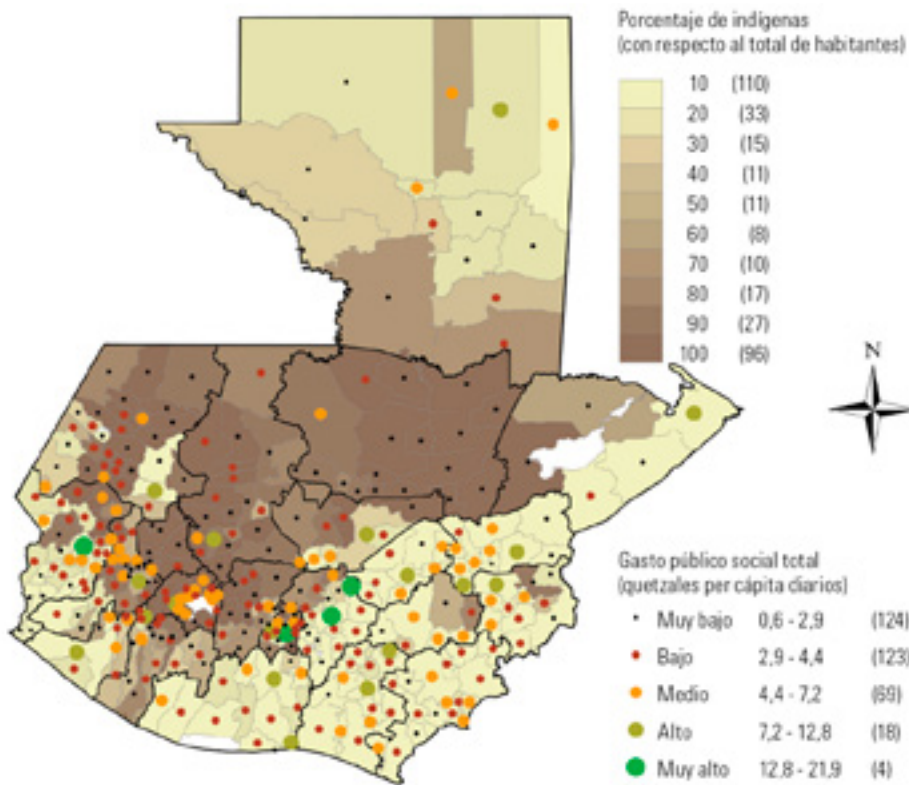 Porcentaje de indígenas
(con respecto al total de habitantes)
10 (110)
20 (33)
30 (15)
40 (11)
50 (11)
60 (8)
70 (10)
80 (17)
90 (27)
100 (96)
N
Gasto público social total
(quetzales per cápita diarios)
Muy bajo 0,6 - 2,9 (124)
Bajo 2,9 - 4,4 (123)
Medio 4,4 - 7,2 (69)
Alto 7,2 - 12,8 (18)
Muy alto 12,8 - 21,9 (4)